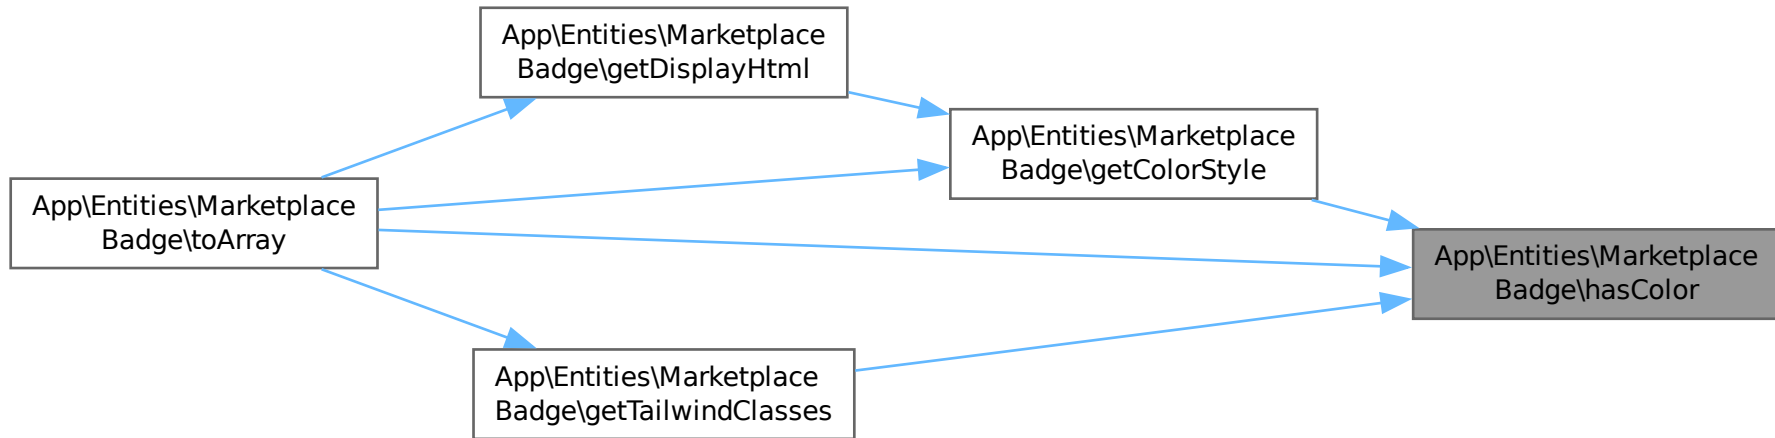 App\Entities\Marketplace
Badge\getDisplayHtml
App\Entities\Marketplace
Badge\getColorStyle
App\Entities\Marketplace
Badge\toArray
App\Entities\Marketplace
Badge\hasColor
App\Entities\Marketplace
Badge\getTailwindClasses